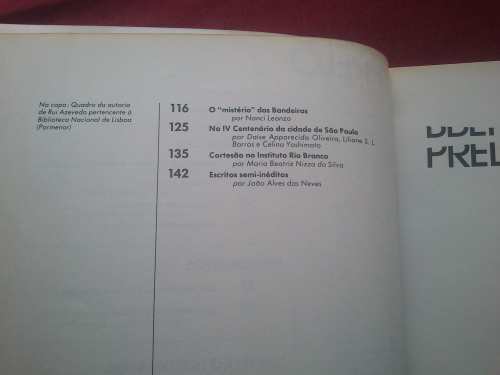 Na capa: Quadro da autoria
de Rui Azevedo pertencente à
Biblioteca Nacional de Lisboa
(Pormenor)
116 O "mistério" das Bandeiras
por Nanci Leonzo
125 No IV Centenário da cidade de São Paulo
por Daise Apparecida Oliveira, Liliane S. L.
Barros e Celina Yoshimoto
135 Cortesão no Instituto Rio Branco
por Maria Beatriz Nizza da Silva
142 Escritos semi-inéditos
por João Alves das Neves